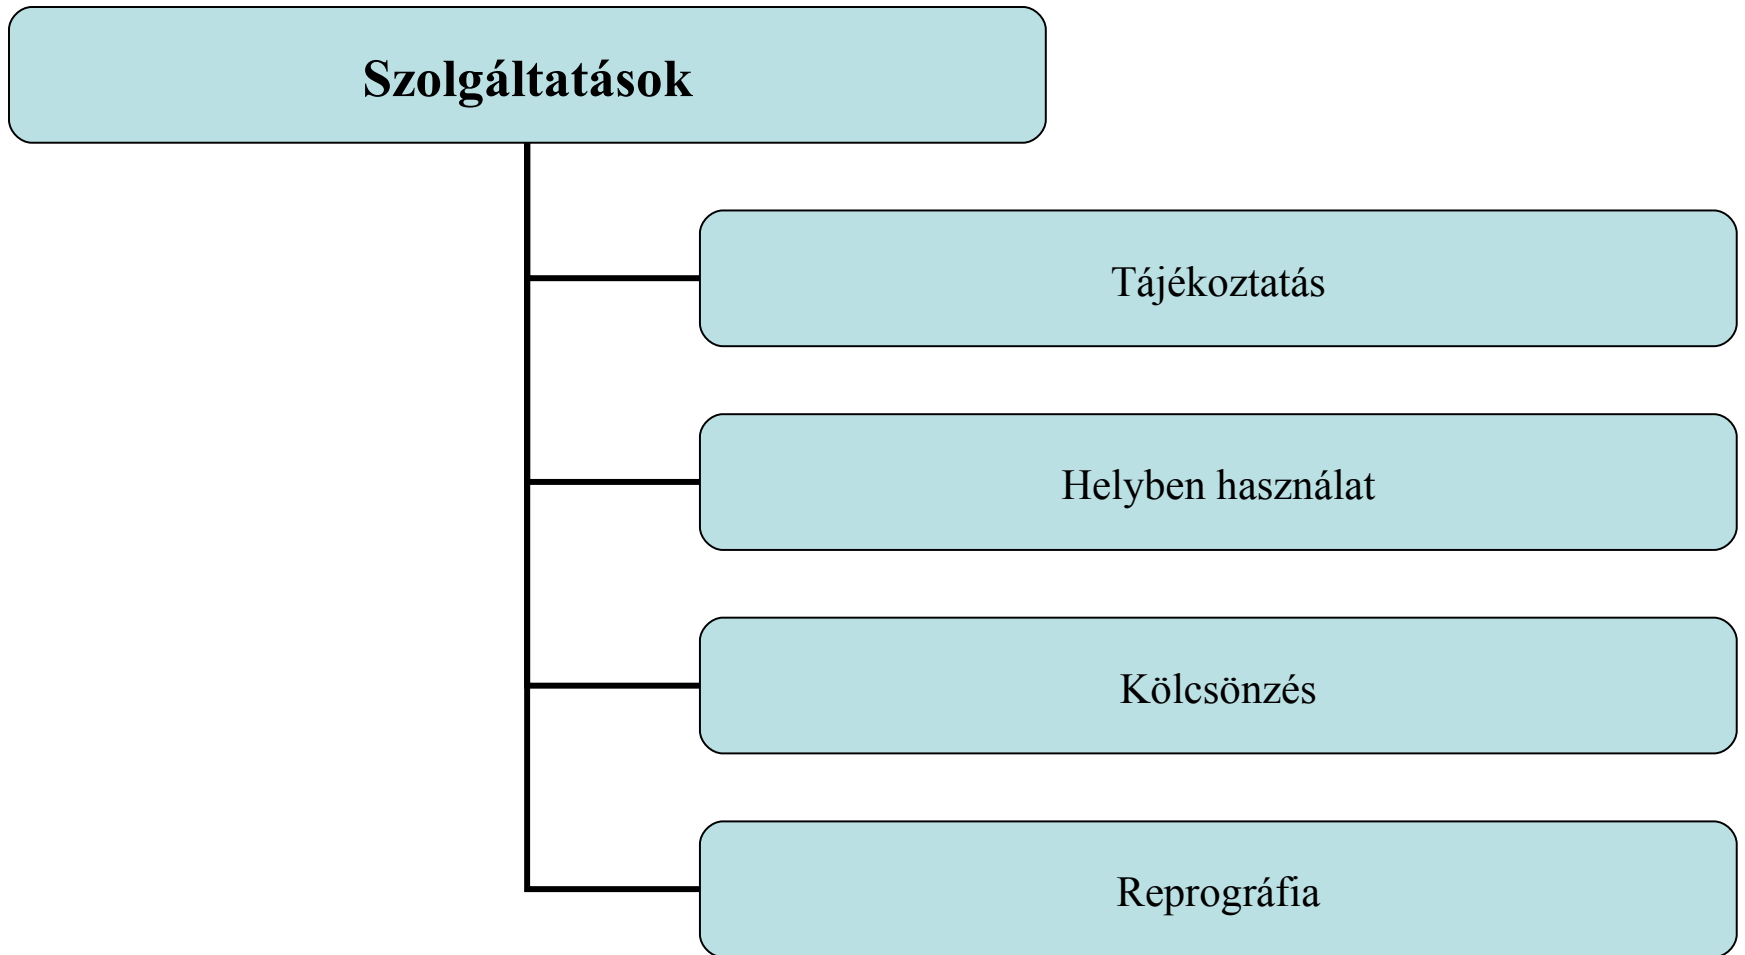 Szolgáltatások
Tájékoztatás
Helyben használat
Kölcsönzés
Reprográfia